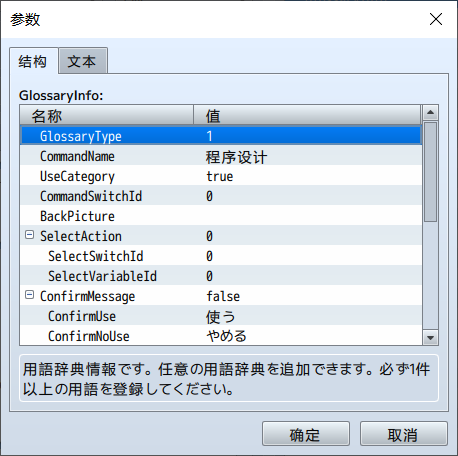 参数
结构 文本
GlossaryInfo:
名称 值
GlossaryType 1
CommandName 程序设计
UseCategory true
CommandSwitchId 0
BackPicture
SelectAction 0
SelectSwitchId 0
SelectVariableId 0
ConfirmMessage false
ConfirmUse 使う
ConfirmNoUse やめる
用語辞典情報です。任意の用語辞典を追加できます。必ず1件
以上の用語を登録してください。
确定 取消